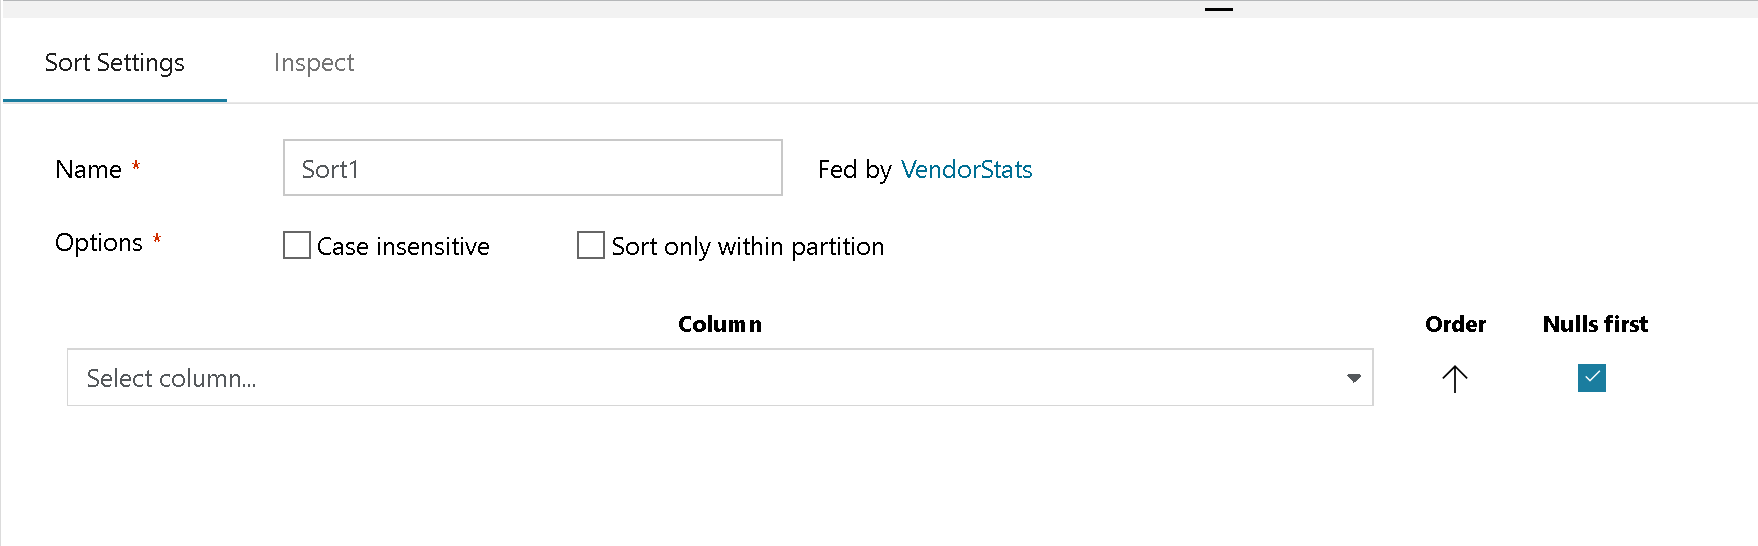 Sort Settings Inspect
Name * Sort1 Fed by VendorStats
Options * Case insensitive Sort only within partition
Column Order Nulls first
Select column...